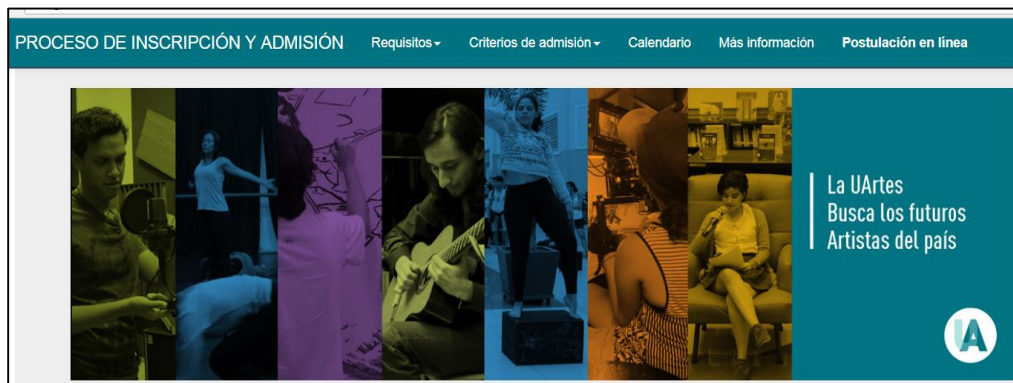 PROCESO DE INSCRIPCIÓN Y ADMISIÓN Requisitos Criterios de admisión Calendario Más información Postulación en línea
La UArtes
Busca los futuros
Artistas del país
UA